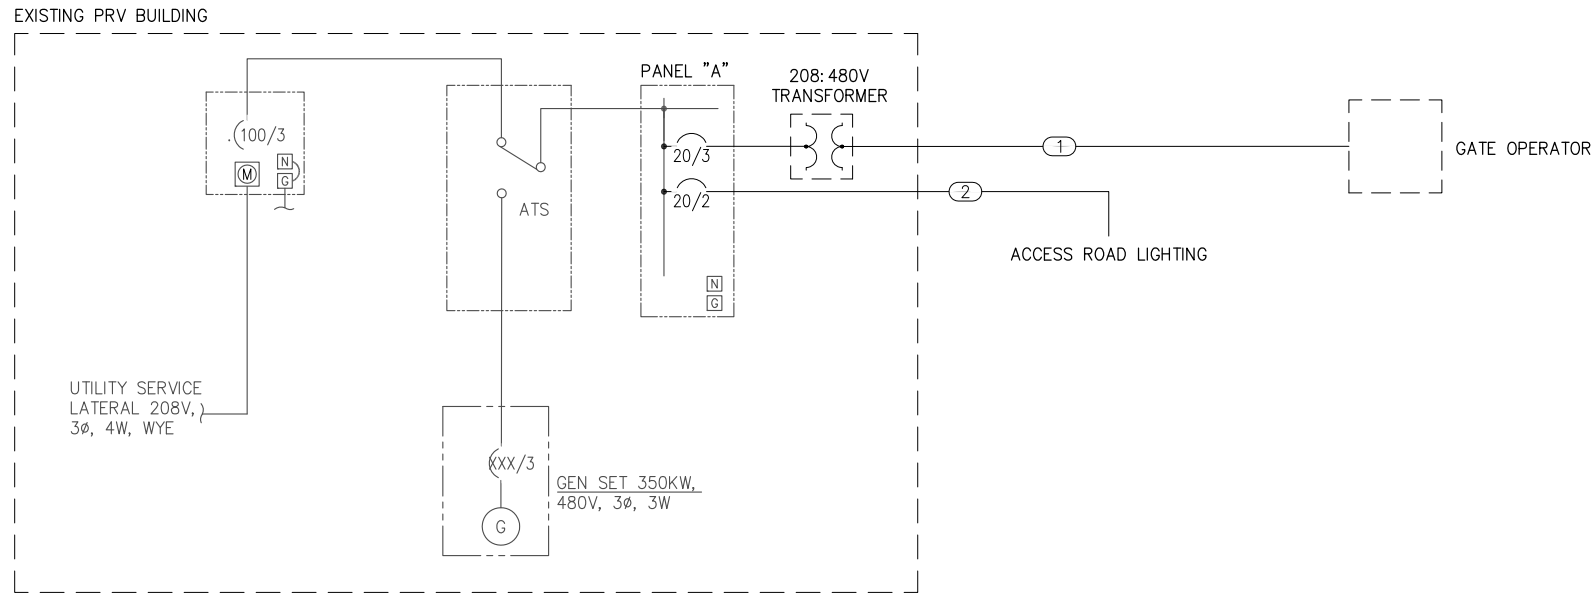 EXISTING PRV BUILDING
PANEL "A"
208:480V
TRANSFORMER
100/3
N
M
G
20/3
1
GATE OPERATOR
20/2
2
ATS
ACCESS ROAD LIGHTING
N
G
UTILITY SERVICE
LATERAL 208V,
3ø, 4W, WYE
XXX/3
GEN SET 350KW,
480V, 3ø, 3W
G